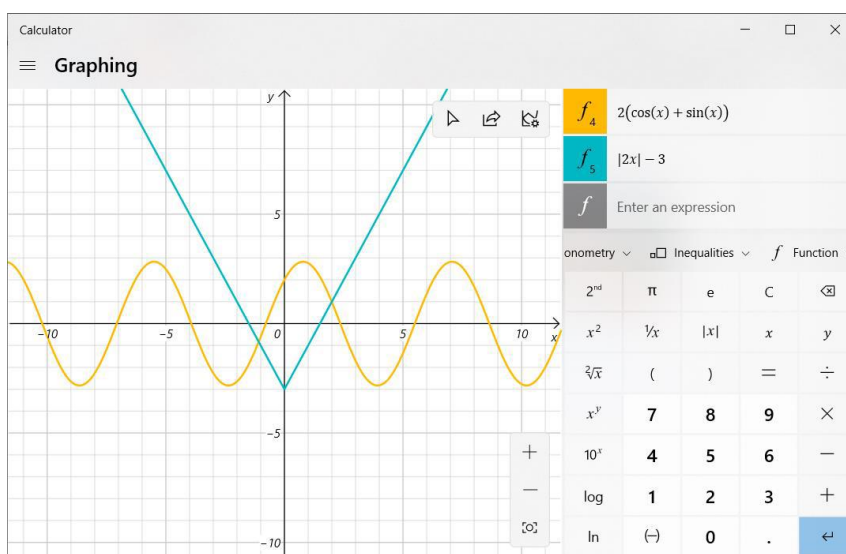 Calculator
Graphing
y
5
-10
-5
0
5
10
x
-5
-10
f4 2(cos(x) + sin(x))
f5 |2x| − 3
f Enter an expression
onometry Inequalities f Function
2nd π e C
x² ¹/x |x| x y
²√x ( ) = ÷
xʸ 7 8 9 ×
10ˣ 4 5 6 −
log 1 2 3 +
ln (−) 0 .